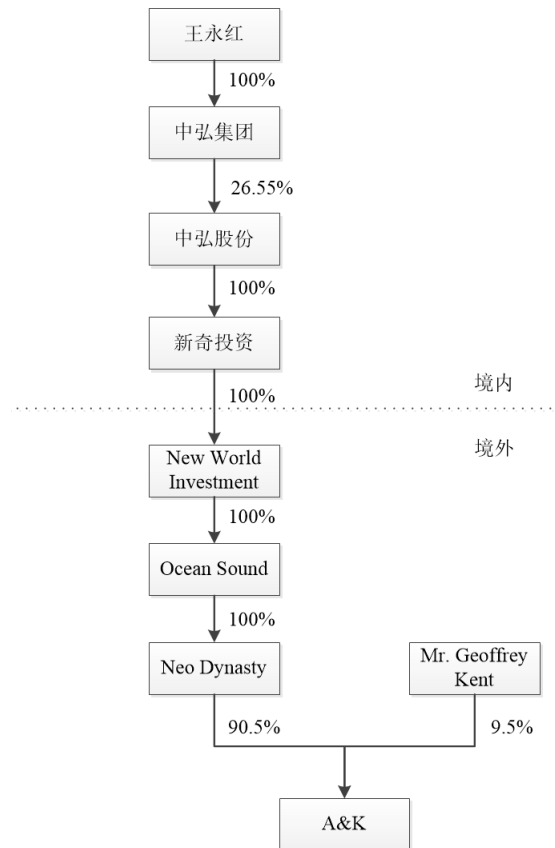 王永红
100%
中弘集团
26.55%
中弘股份
100%
新奇投资
境内
100%
境外
New World
Investment
100%
Ocean Sound
100%
Neo Dynasty
Mr. Geoffrey
Kent
90.5%
9.5%
A&K